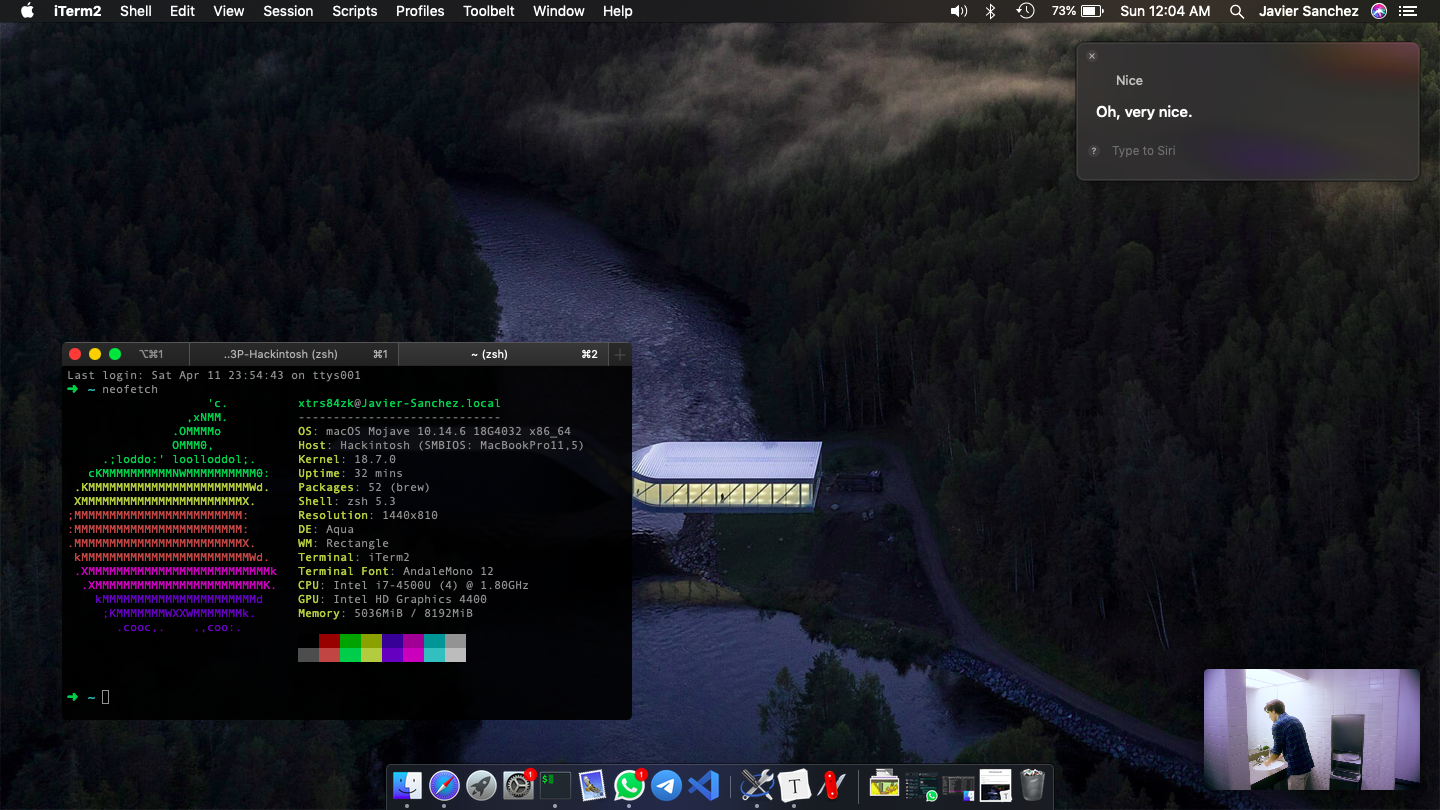 iTerm2 Shell Edit View Session Scripts Profiles Toolbelt Window Help 73% Sun 12:04 AM Javier Sanchez
Nice
Oh, very nice.
? Type to Siri
⌥⌘1 ..3P-Hackintosh (zsh) ⌘1 ~ (zsh) ⌘2 +
Last login: Sat Apr 11 23:54:43 on ttys001
➜ ~ neofetch
'c. xtrs84zk@Javier-Sanchez.local
,xNMM. -----------------------------
.OMMMMo OS: macOS Mojave 10.14.6 18G4032 x86_64
OMMM0, Host: Hackintosh (SMBIOS: MacBookPro11,5)
.;loddo:' loolloddol;. Kernel: 18.7.0
cKMMMMMMMMMMNWMMMMMMMMMM0: Uptime: 32 mins
.KMMMMMMMMMMMMMMMMMMMMMMMWd. Packages: 52 (brew)
XMMMMMMMMMMMMMMMMMMMMMMMX. Shell: zsh 5.3
;MMMMMMMMMMMMMMMMMMMMMMMM: Resolution: 1440x810
:MMMMMMMMMMMMMMMMMMMMMMMM: DE: Aqua
.MMMMMMMMMMMMMMMMMMMMMMMMX. WM: Rectangle
kMMMMMMMMMMMMMMMMMMMMMMMMWd. Terminal: iTerm2
.XMMMMMMMMMMMMMMMMMMMMMMMMMMk Terminal Font: AndaleMono 12
.XMMMMMMMMMMMMMMMMMMMMMMMMK. CPU: Intel i7-4500U (4) @ 1.80GHz
kMMMMMMMMMMMMMMMMMMMMMMd GPU: Intel HD Graphics 4400
;KMMMMMMMWXXWMMMMMMMk. Memory: 5036MiB / 8192MiB
.cooc,. .,coo:.
➜ ~
1 $ 1 T